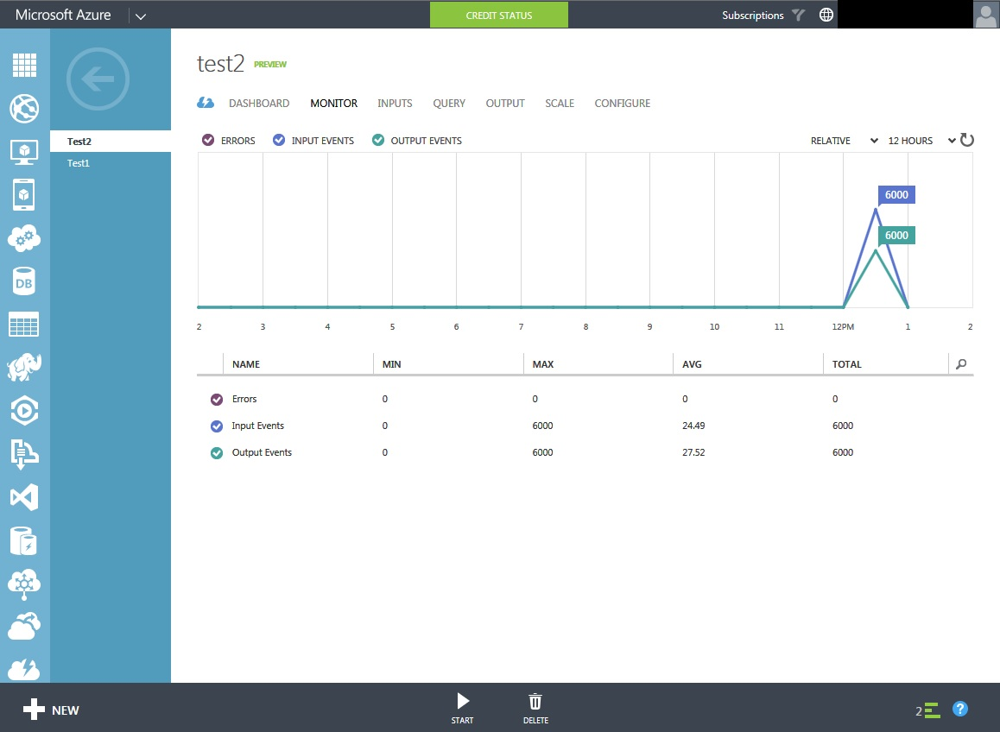 Microsoft Azure
CREDIT STATUS
Subscriptions
test2 PREVIEW
DASHBOARD MONITOR INPUTS QUERY OUTPUT SCALE CONFIGURE
Test2
Test1
ERRORS INPUT EVENTS OUTPUT EVENTS RELATIVE 12 HOURS
6000
6000
2 3 4 5 6 7 8 9 10 11 12PM 1 2
DB
NAME MIN MAX AVG TOTAL
Errors 0 0 0 0
Input Events 0 6000 24.49 6000
Output Events 0 6000 27.52 6000
NEW
START
DELETE
2
?